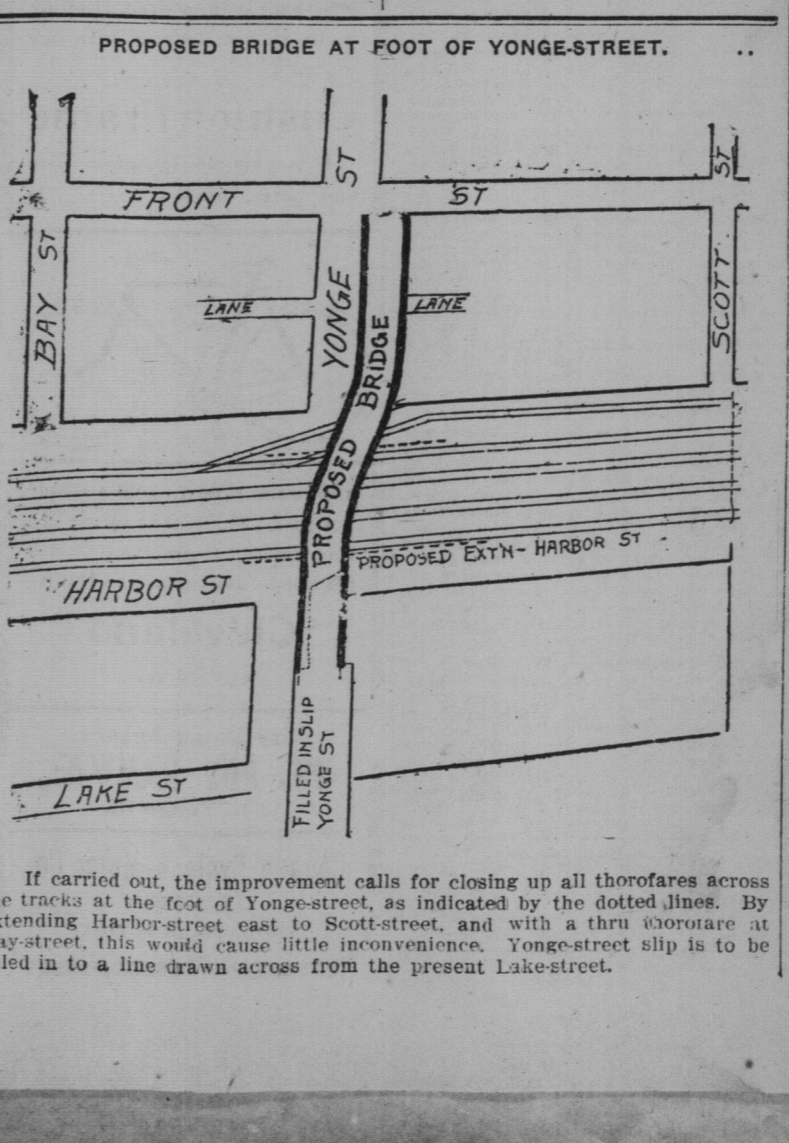 PROPOSED BRIDGE AT FOOT OF YONGE-STREET. ..
ST
ST
FRONT
ST
BAY ST
LANE
YONGE
LANE
SCOTT
PROPOSED BRIDGE
HARBOR ST
PROPOSED EXT'N- HARBOR ST
FILLED IN SLIP
YONGE ST
LAKE ST
If carried out, the improvement calls for closing up all thorofares across
e tracks at the foot of Yonge-street, as indicated by the dotted lines. By
tending Harbor-street east to Scott-street, and with a thru thorofare at
ay-street, this would cause little inconvenience. Yonge-street slip is to be
led in to a line drawn across from the present Lake-street.